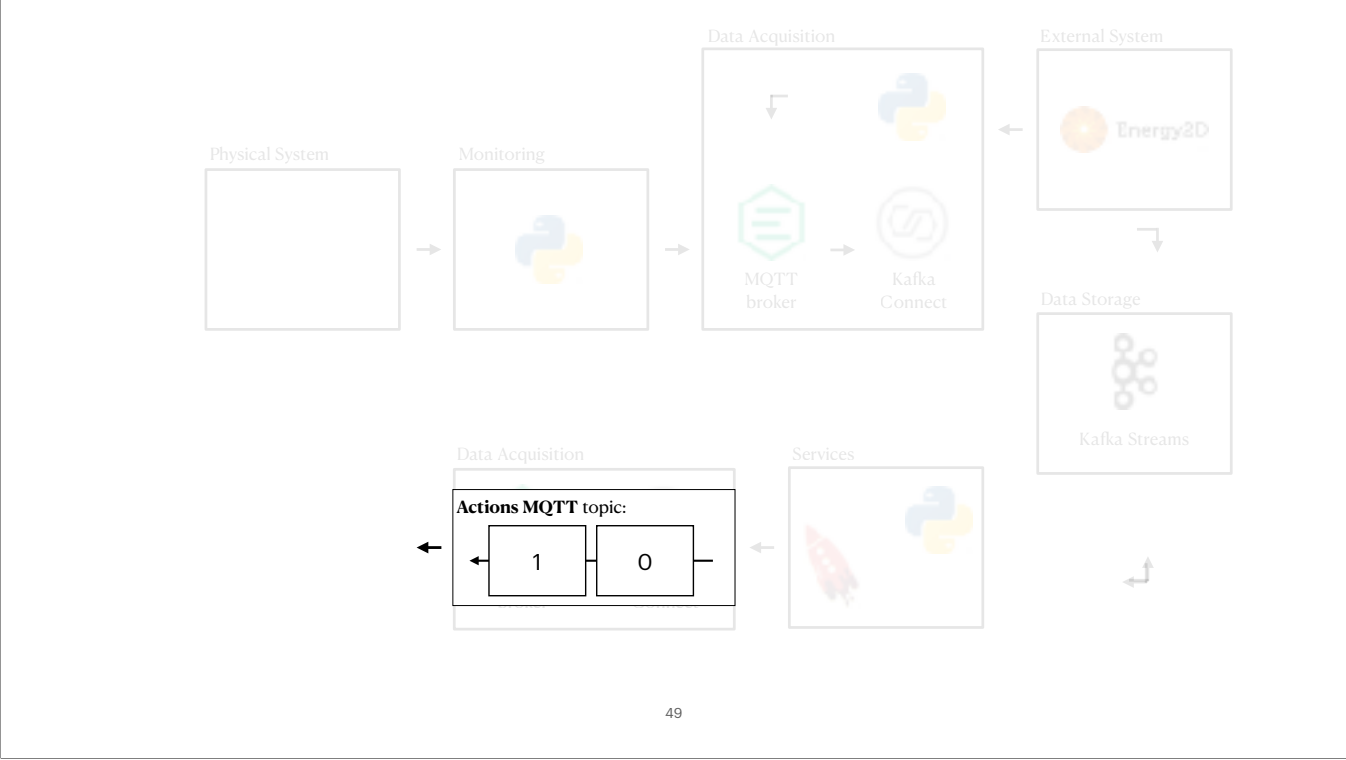 Data Acquisition
External System
Energy2D
Physical System
Monitoring
MQTT
broker
Kafka
Connect
Data Storage
Kafka Streams
Data Acquisition
Services
Actions MQTT topic:
1
0
49